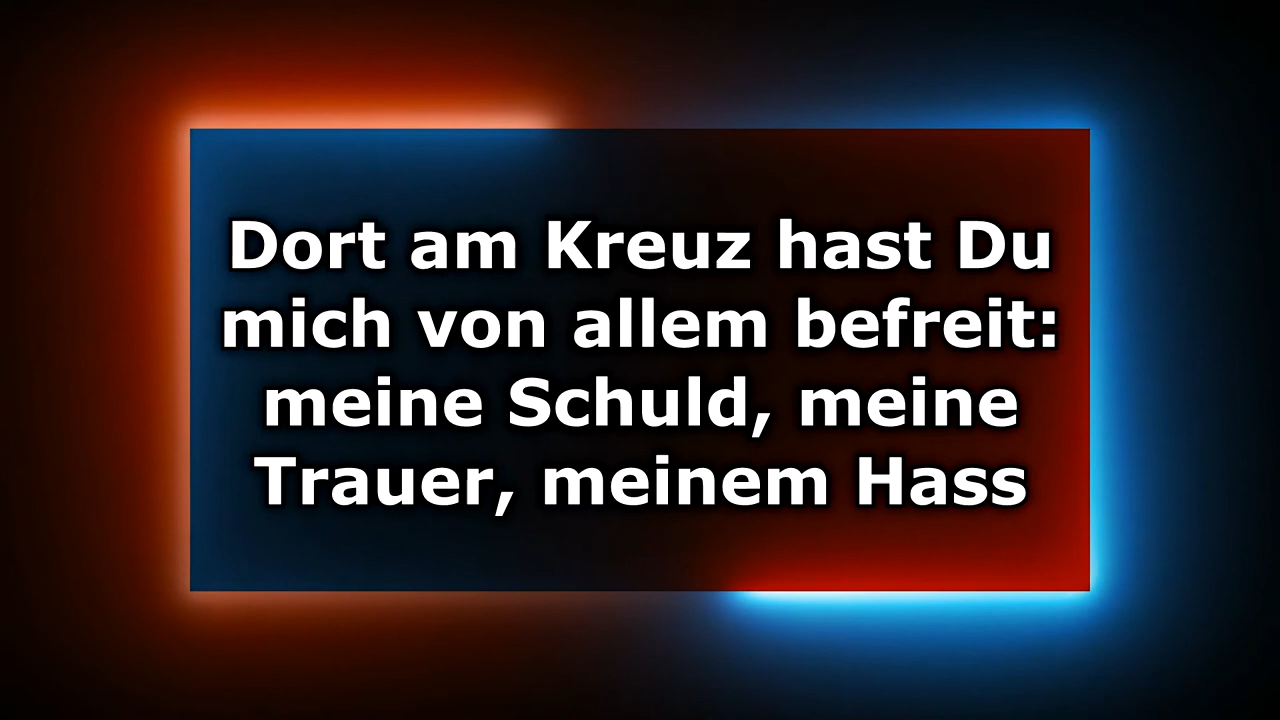 Dort am Kreuz hast Du
mich von allem befreit:
meine Schuld, meine
Trauer, meinem Hass